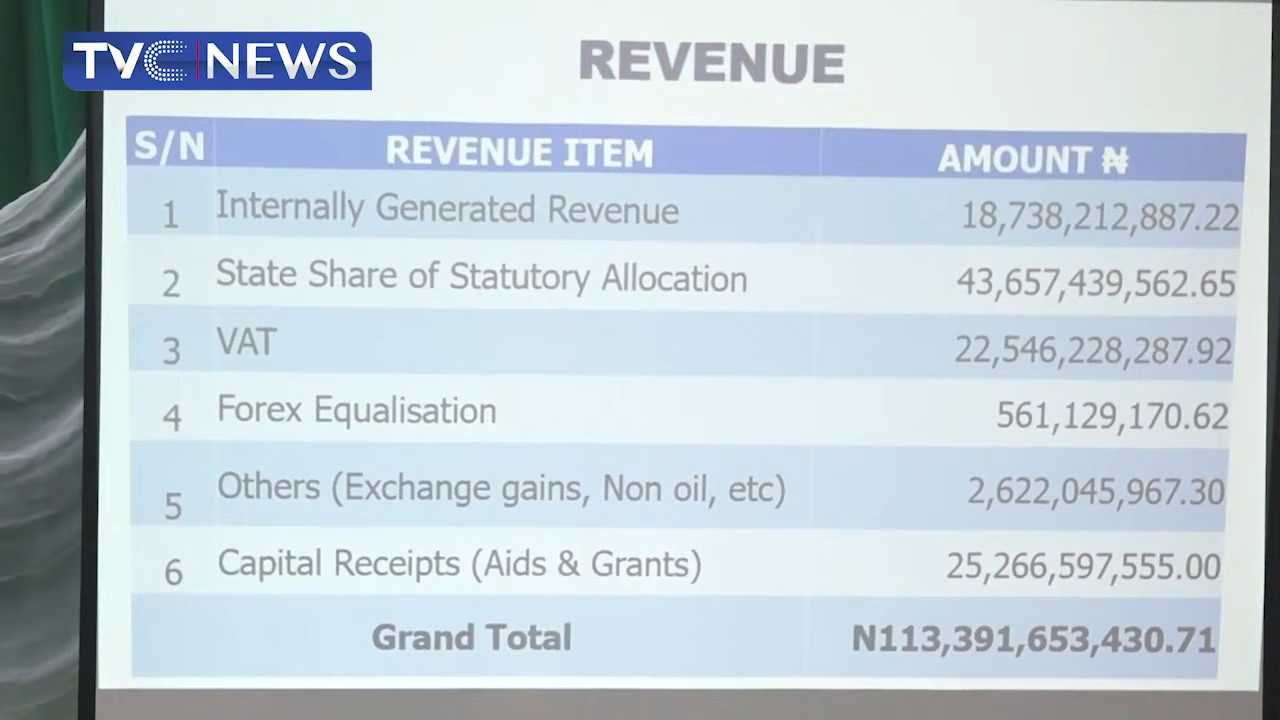 TVC NEWS
REVENUE
S/N REVENUE ITEM AMOUNT ₦
1 Internally Generated Revenue 18,738,212,887.22
2 State Share of Statutory Allocation 43,657,439,562.65
3 VAT 22,546,228,287.92
4 Forex Equalisation 561,129,170.62
5 Others (Exchange gains, Non oil, etc) 2,622,045,967.30
6 Capital Receipts (Aids & Grants) 25,266,597,555.00
Grand Total N113,391,653,430.71